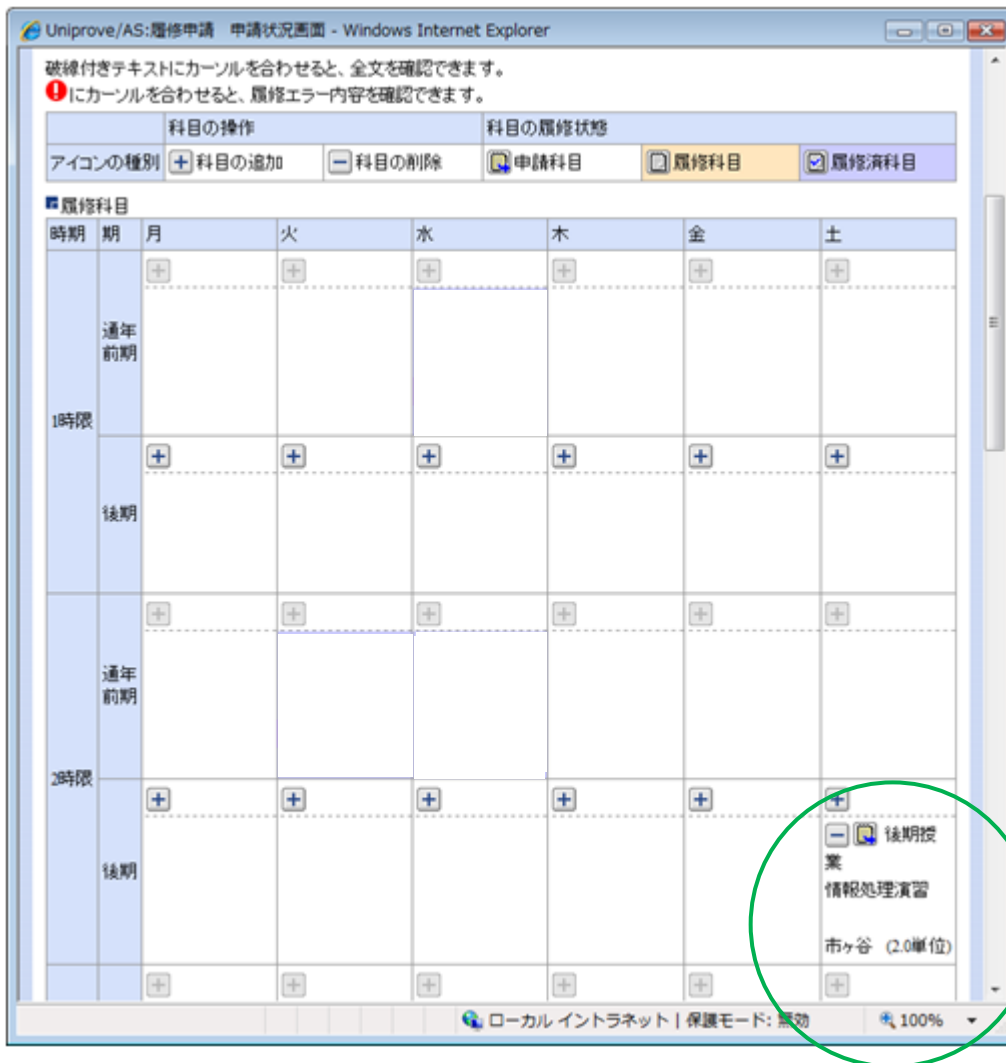 Uniprove/AS:履修申請　申請状況画面 - Windows Internet Explorer
破線付きテキストにカーソルを合わせると、全文を確認できます。
!にカーソルを合わせると、履修エラー内容を確認できます。
科目の操作 科目の履修状態
アイコンの種別 科目の追加 科目の削除 申請科目 履修科目 履修済科目
履修科目
時期 期 月 火 水 木 金 土
1時限
通年
前期
後期
2時限
通年
前期
後期
後期授
業
情報処理演習
市ヶ谷 (2.0単位)
ローカル イントラネット | 保護モード: 無効 100%